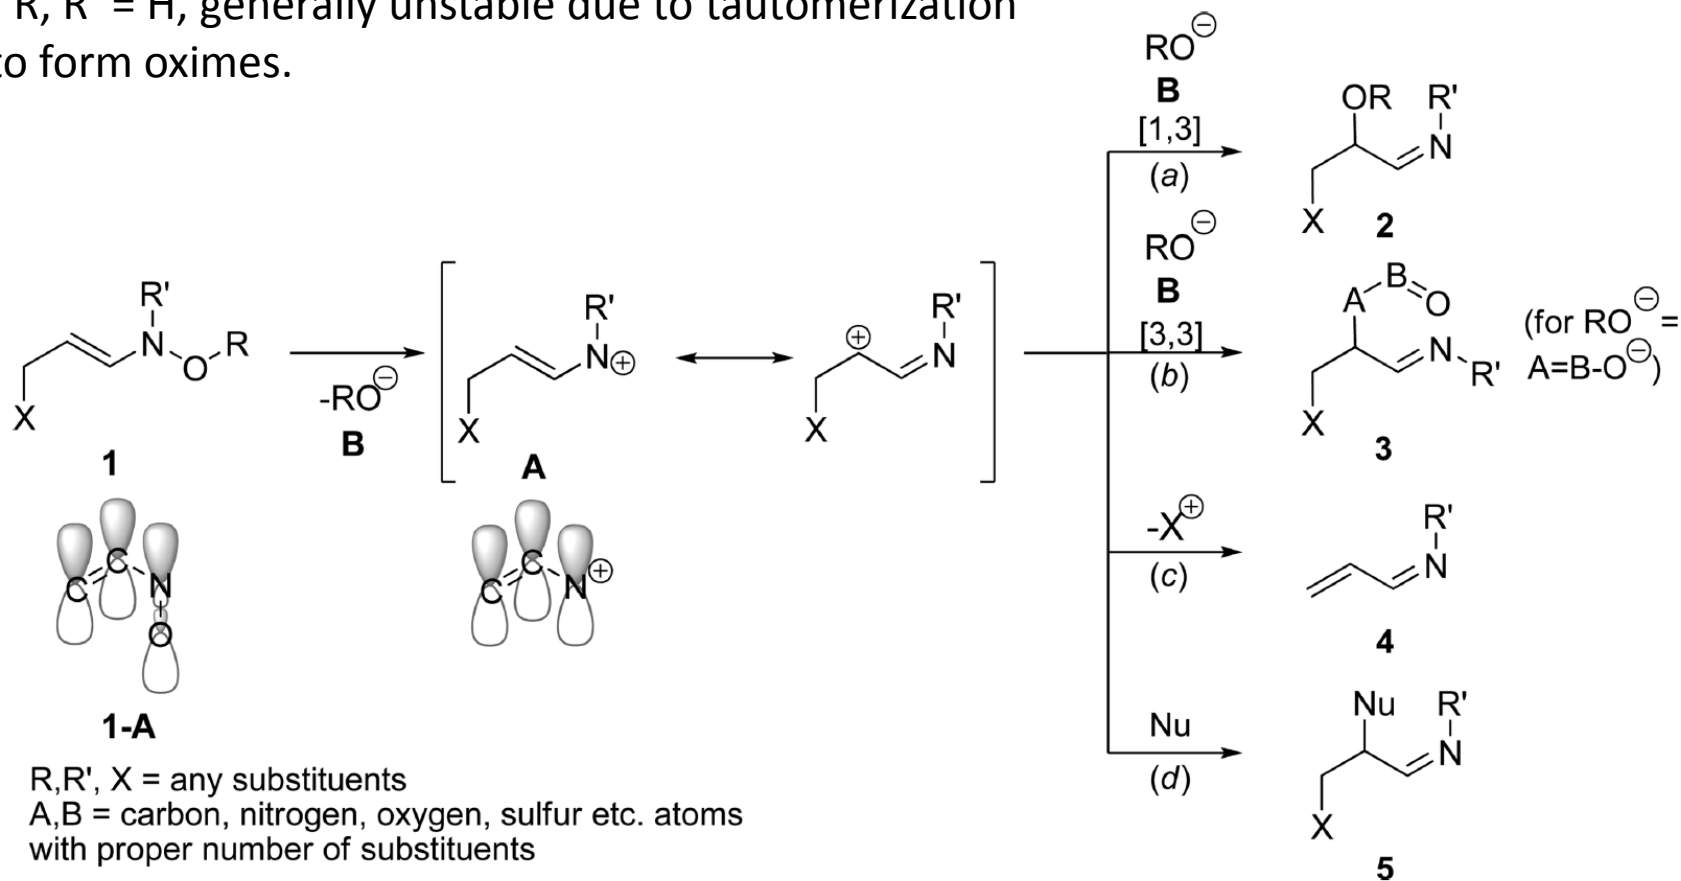 R, R' = H, generally unstable due to tautomerization
to form oximes.
R'
N
O
R
X
1
-RO⊖
B
R'
N⊕
X
A
⊕
R'
N
X
RO⊖
B
[1,3]
(a)
OR R'
N
X
2
RO⊖
B
[3,3]
(b)
A B
O
N
R'
X
3
(for RO⊖ =
A=B-O⊖)
-X⊕
(c)
R'
N
4
Nu
(d)
Nu R'
N
X
5
C C N
O
1-A
C C N⊕
R,R', X = any substituents
A,B = carbon, nitrogen, oxygen, sulfur etc. atoms
with proper number of substituents